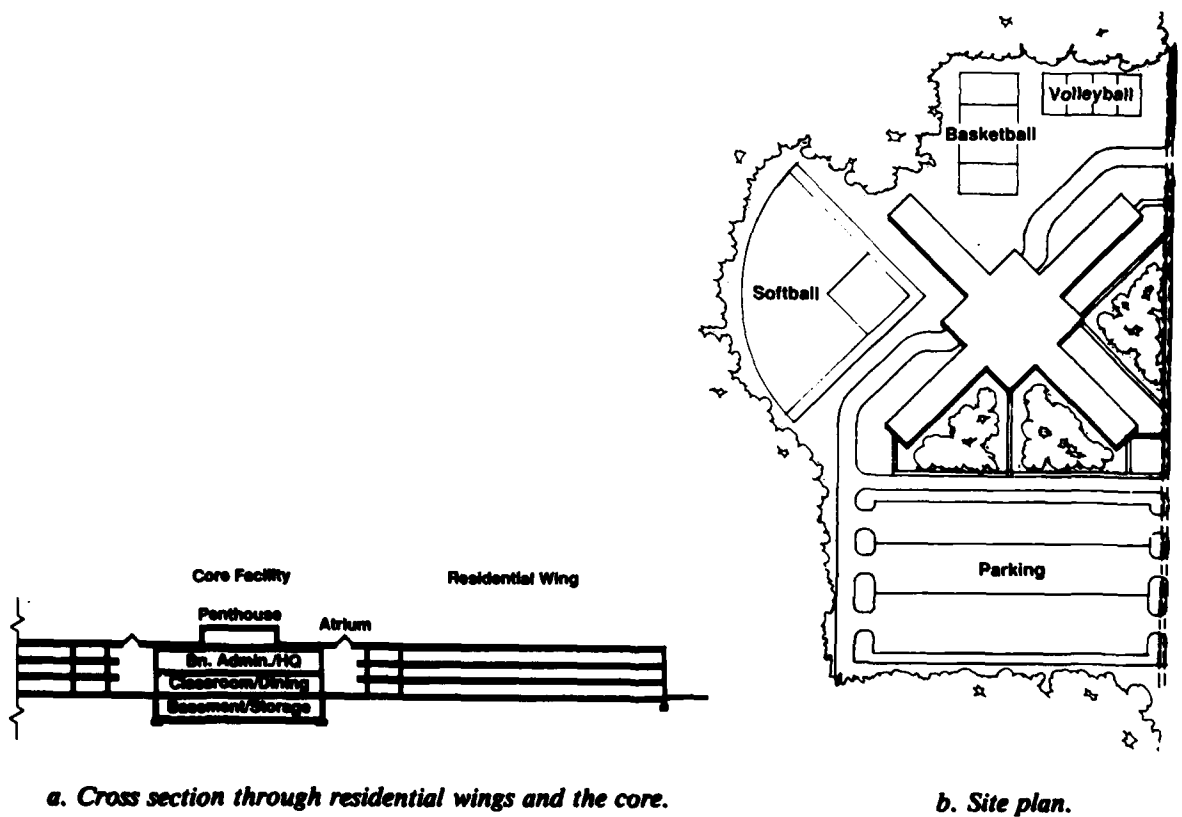 Volleyball
Basketball
Softball
Parking
Core Facility
Residential Wing
Penthouse
Atrium
Bn. Admin./HQ
Classroom/Dining
Basement/Storage
a. Cross section through residential wings and the core.
b. Site plan.